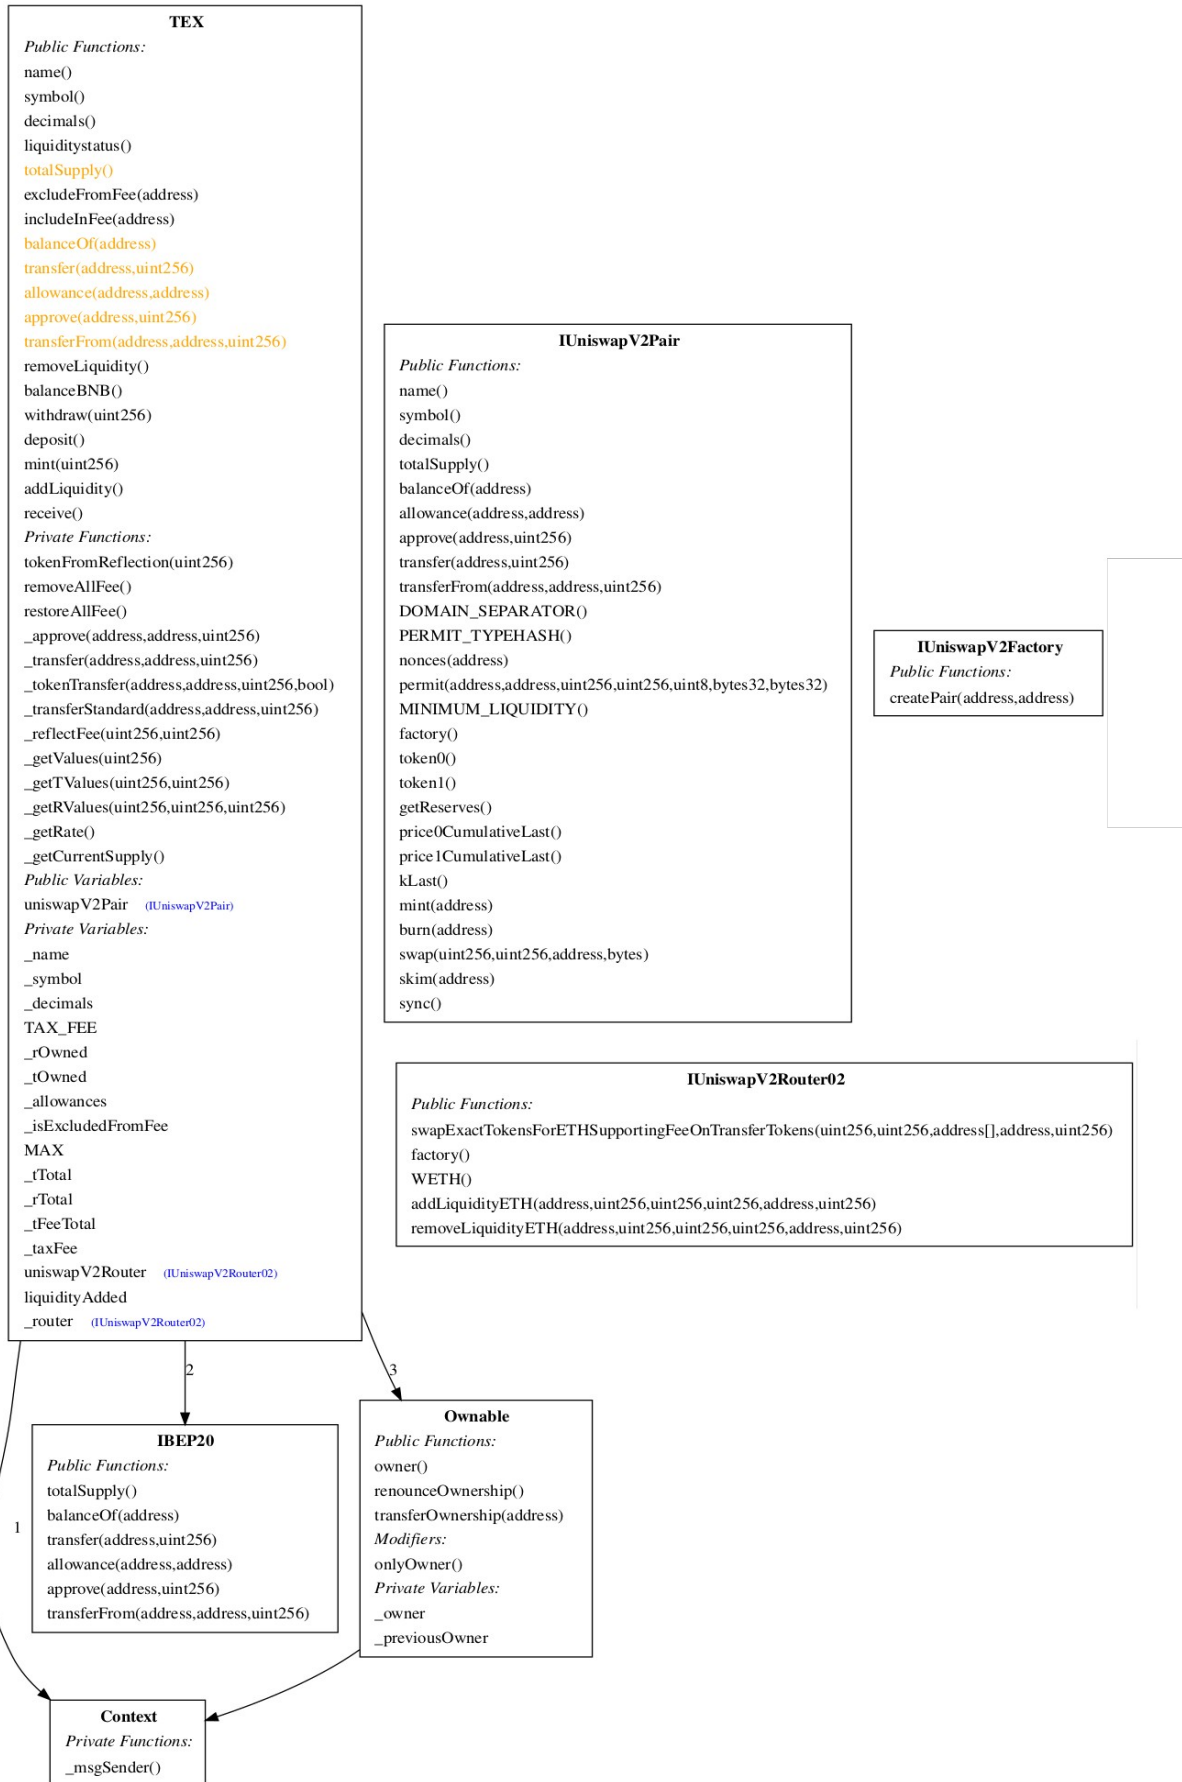 TEX
Public Functions:
name()
symbol()
decimals()
liquiditystatus()
totalSupply()
excludeFromFee(address)
includeInFee(address)
balanceOf(address)
transfer(address,uint256)
allowance(address,address)
approve(address,uint256)
transferFrom(address,address,uint256)
removeLiquidity()
balanceBNB()
withdraw(uint256)
deposit()
mint(uint256)
addLiquidity()
receive()
Private Functions:
tokenFromReflection(uint256)
removeAllFee()
restoreAllFee()
_approve(address,address,uint256)
_transfer(address,address,uint256)
_tokenTransfer(address,address,uint256,bool)
_transferStandard(address,address,uint256)
_reflectFee(uint256,uint256)
_getValues(uint256)
_getTValues(uint256,uint256)
_getRValues(uint256,uint256,uint256)
_getRate()
_getCurrentSupply()
Public Variables:
uniswapV2Pair (IUniswapV2Pair)
Private Variables:
_name
_symbol
_decimals
TAX_FEE
_rOwned
_tOwned
_allowances
_isExcludedFromFee
MAX
_tTotal
_rTotal
_tFeeTotal
_taxFee
uniswapV2Router (IUniswapV2Router02)
liquidityAdded
_router (IUniswapV2Router02)
IUniswapV2Pair
Public Functions:
name()
symbol()
decimals()
totalSupply()
balanceOf(address)
allowance(address,address)
approve(address,uint256)
transfer(address,uint256)
transferFrom(address,address,uint256)
DOMAIN_SEPARATOR()
PERMIT_TYPEHASH()
nonces(address)
permit(address,address,uint256,uint256,uint8,bytes32,bytes32)
MINIMUM_LIQUIDITY()
factory()
token0()
token1()
getReserves()
price0CumulativeLast()
price1CumulativeLast()
kLast()
mint(address)
burn(address)
swap(uint256,uint256,address,bytes)
skim(address)
sync()
IUniswapV2Factory
Public Functions:
createPair(address,address)
IUniswapV2Router02
Public Functions:
swapExactTokensForETHSupportingFeeOnTransferTokens(uint256,uint256,address[],address,uint256)
factory()
WETH()
addLiquidityETH(address,uint256,uint256,uint256,address,uint256)
removeLiquidityETH(address,uint256,uint256,uint256,address,uint256)
1
2
3
IBEP20
Public Functions:
totalSupply()
balanceOf(address)
transfer(address,uint256)
allowance(address,address)
approve(address,uint256)
transferFrom(address,address,uint256)
Ownable
Public Functions:
owner()
renounceOwnership()
transferOwnership(address)
Modifiers:
onlyOwner()
Private Variables:
_owner
_previousOwner
Context
Private Functions:
_msgSender()